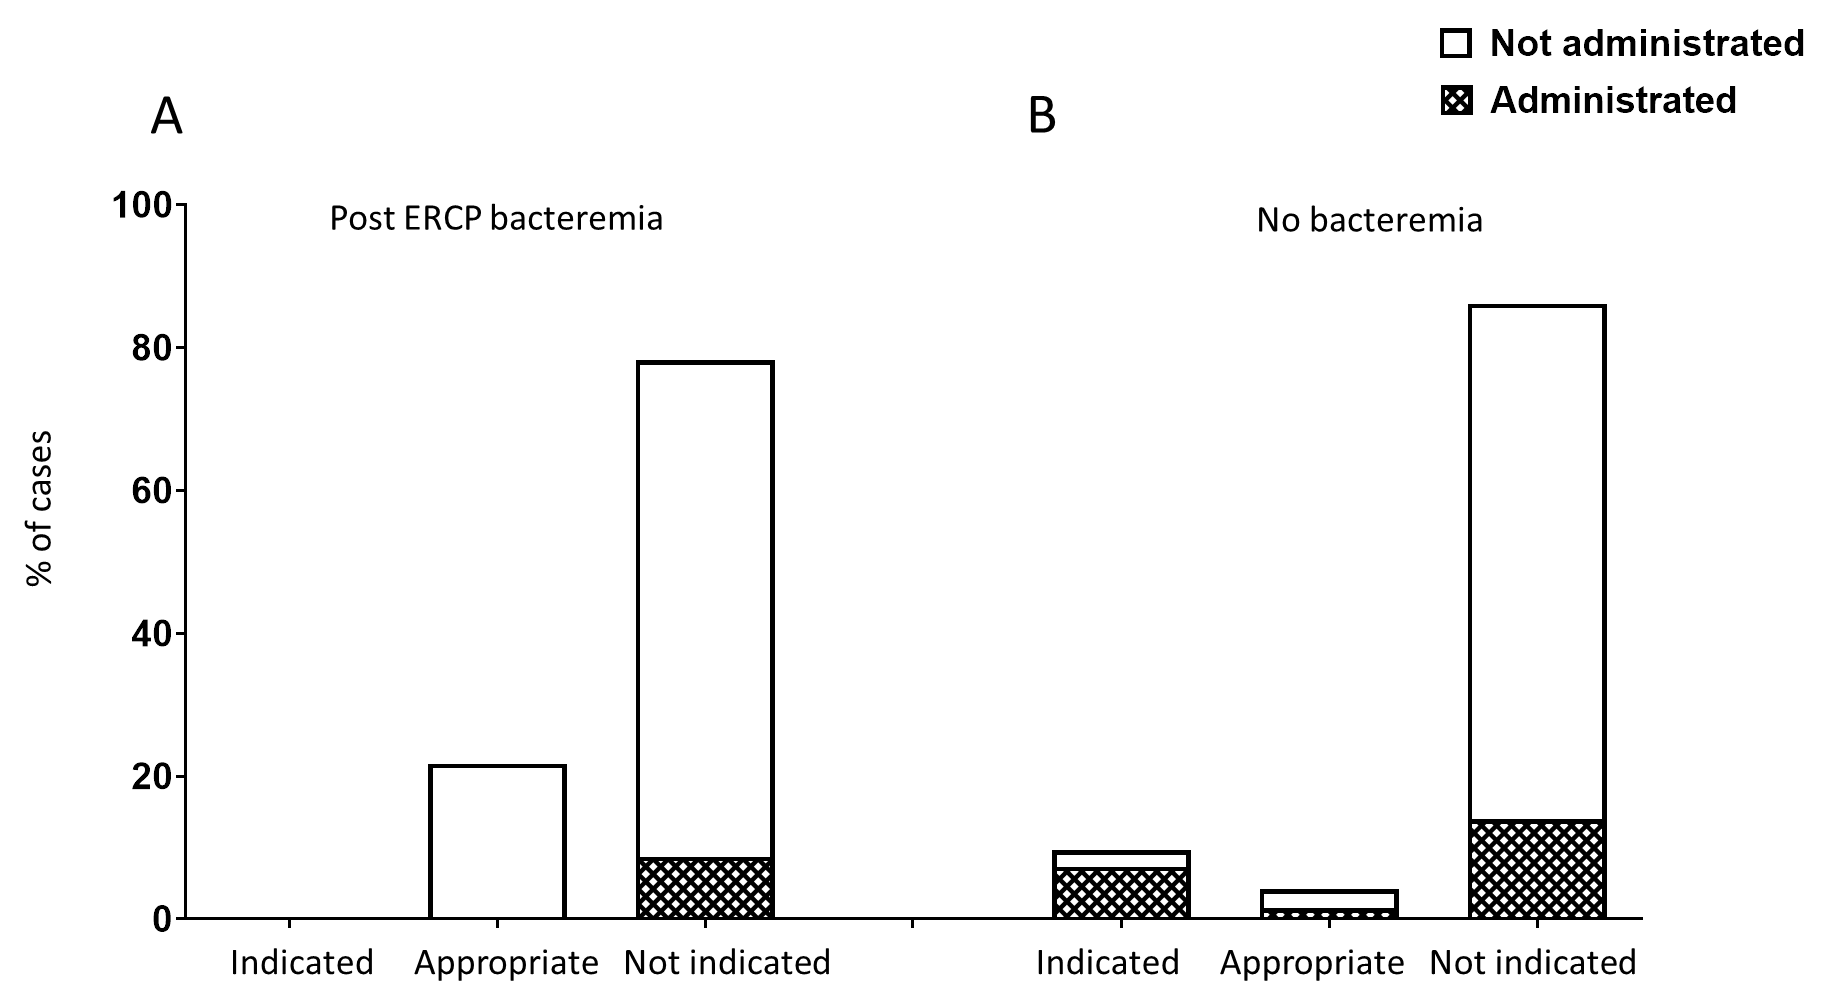 Not administrated
Administrated
A
B
Post ERCP bacteremia
No bacteremia
100
80
60
40
20
0
% of cases
Indicated
Appropriate
Not indicated
Indicated
Appropriate
Not indicated